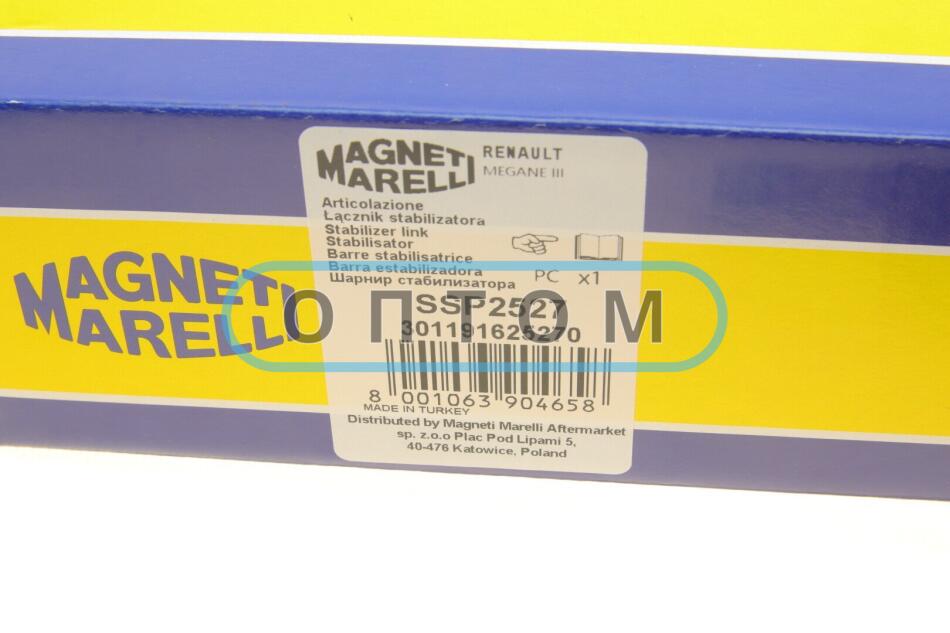 MAGNETI
MARELLI
RENAULT
MEGANE III
Articolazione
Łącznik stabilizatora
Stabilizer link
Stabilisator
Barre stabilisatrice
Barra estabilizadora
Шарнир стабилизатора
PC x1
SSP2527
301191625270
8 001063 904658
MADE IN TURKEY
Distributed by Magneti Marelli Aftermarket
sp. z.o.o Plac Pod Lipami 5,
40-476 Katowice, Poland
MAGNETI
MARELLI
ОПТОМ